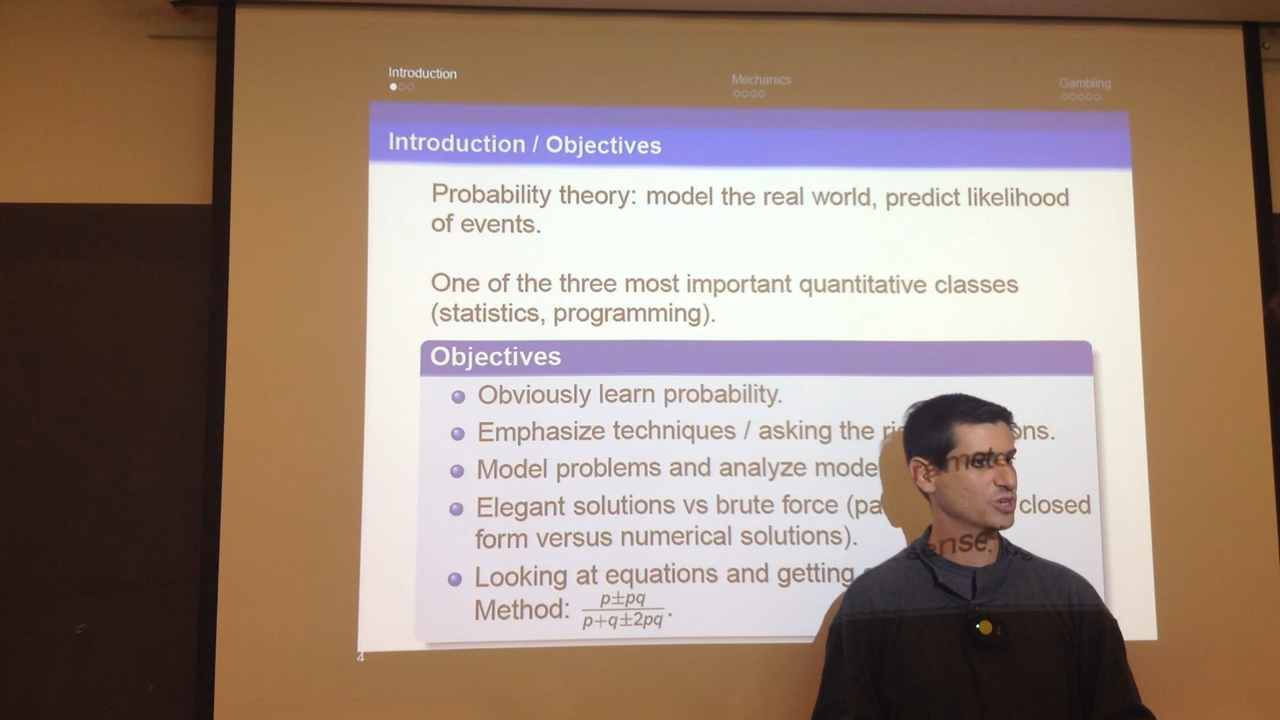 Introduction
Mechanics
Gambling
Introduction / Objectives
Probability theory: model the real world, predict likelihood
of events.
One of the three most important quantitative classes
(statistics, programming).
Objectives
Obviously learn probability.
Emphasize techniques / asking the
Model problems and analyze
Elegant solutions vs brute force closed
form versus numerical solutions).
Looking at equations and getting sense.
Method: p±pq / p+q±2pq.
4